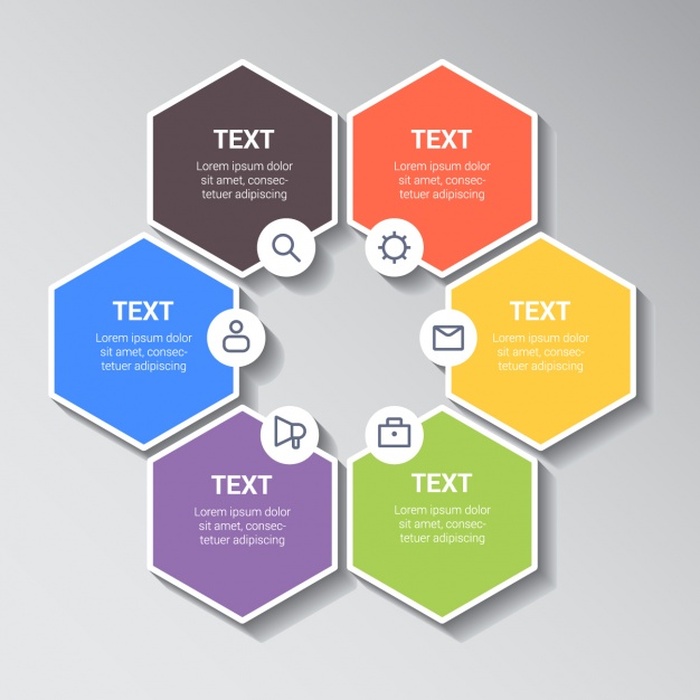 TEXT
Lorem ipsum dolor
sit amet, consec-
tetuer adipiscing
TEXT
Lorem ipsum dolor
sit amet, consec-
tetuer adipiscing
TEXT
Lorem ipsum dolor
sit amet, consec-
tetuer adipiscing
TEXT
Lorem ipsum dolor
sit amet, consec-
tetuer adipiscing
TEXT
Lorem ipsum dolor
sit amet, consec-
tetuer adipiscing
TEXT
Lorem ipsum dolor
sit amet, consec-
tetuer adipiscing